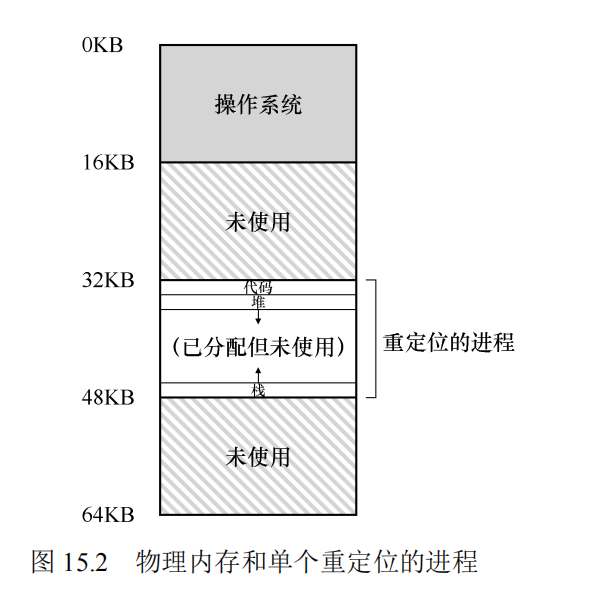 0KB
操作系统
16KB
未使用
32KB
代码
堆
(已分配但未使用)
重定位的进程
栈
48KB
未使用
64KB
图 15.2 物理内存和单个重定位的进程